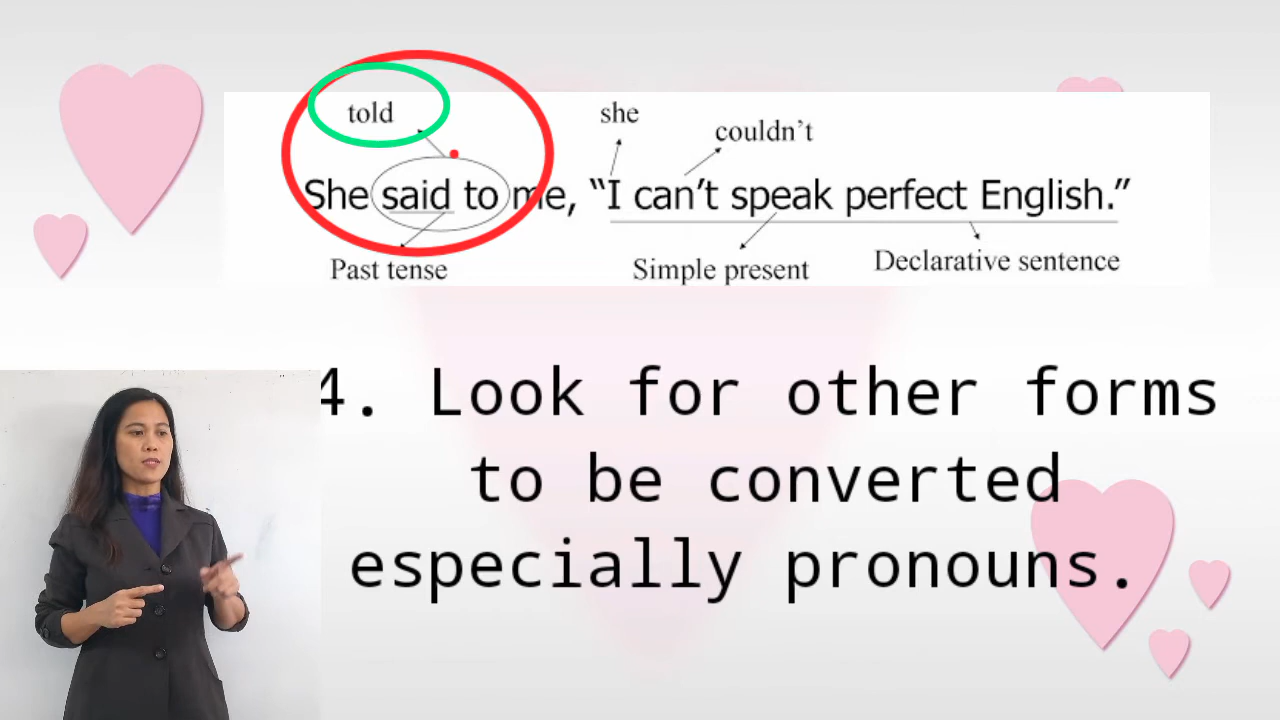 told she
couldn't
She said to me, “I can't speak perfect English.”
Past tense Simple present Declarative sentence
4. Look for other forms
to be converted
especially pronouns.